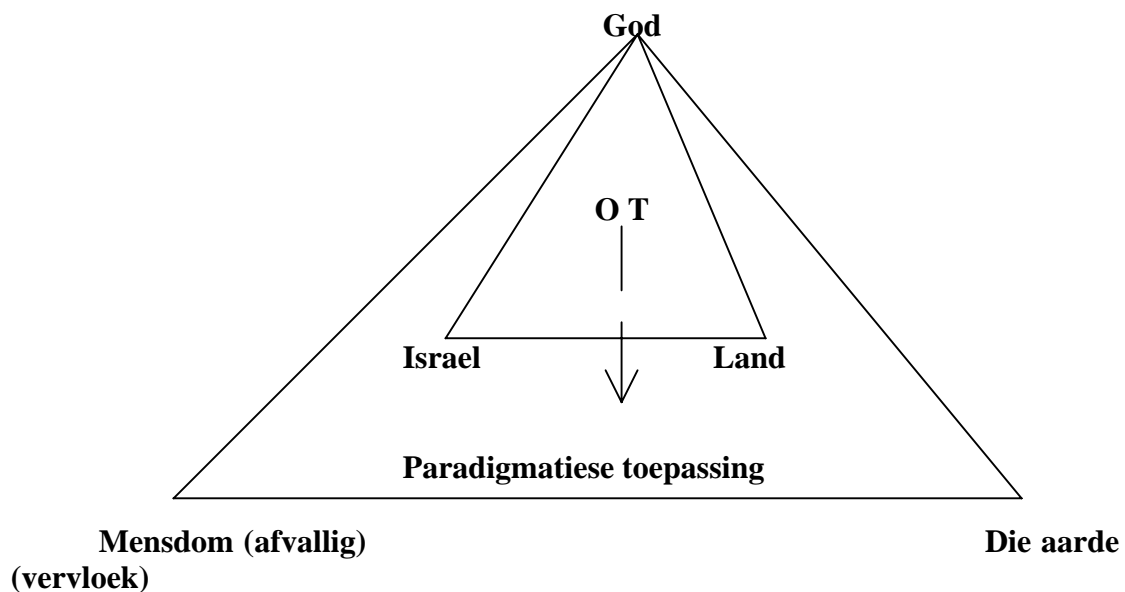 God
O T
Israel Land
Paradigmatiese toepassing
Mensdom (afvallig) Die aarde
(vervloek)